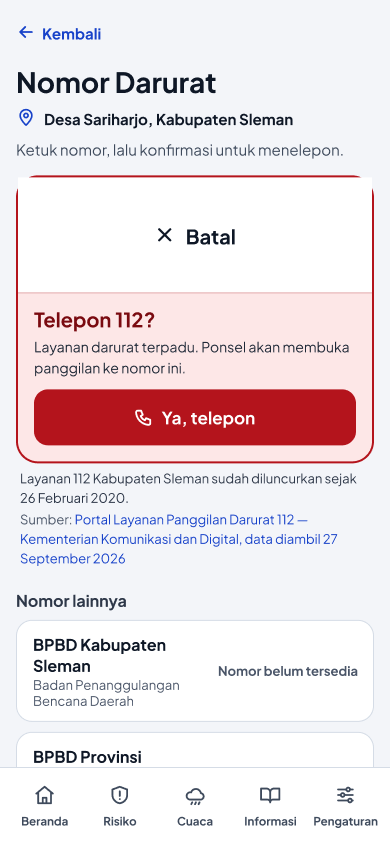 Kembali
Nomor Darurat
Desa Sariharjo, Kabupaten Sleman
Ketuk nomor, lalu konfirmasi untuk menelepon.
Batal
Telepon 112?
Layanan darurat terpadu. Ponsel akan membuka
panggilan ke nomor ini.
Ya, telepon
Layanan 112 Kabupaten Sleman sudah diluncurkan sejak
26 Februari 2020.
Sumber: Portal Layanan Panggilan Darurat 112 —
Kementerian Komunikasi dan Digital, data diambil 27
September 2026
Nomor lainnya
BPBD Kabupaten
Sleman
Badan Penanggulangan
Bencana Daerah
Nomor belum tersedia
BPBD Provinsi
Beranda
Risiko
Cuaca
Informasi
Pengaturan